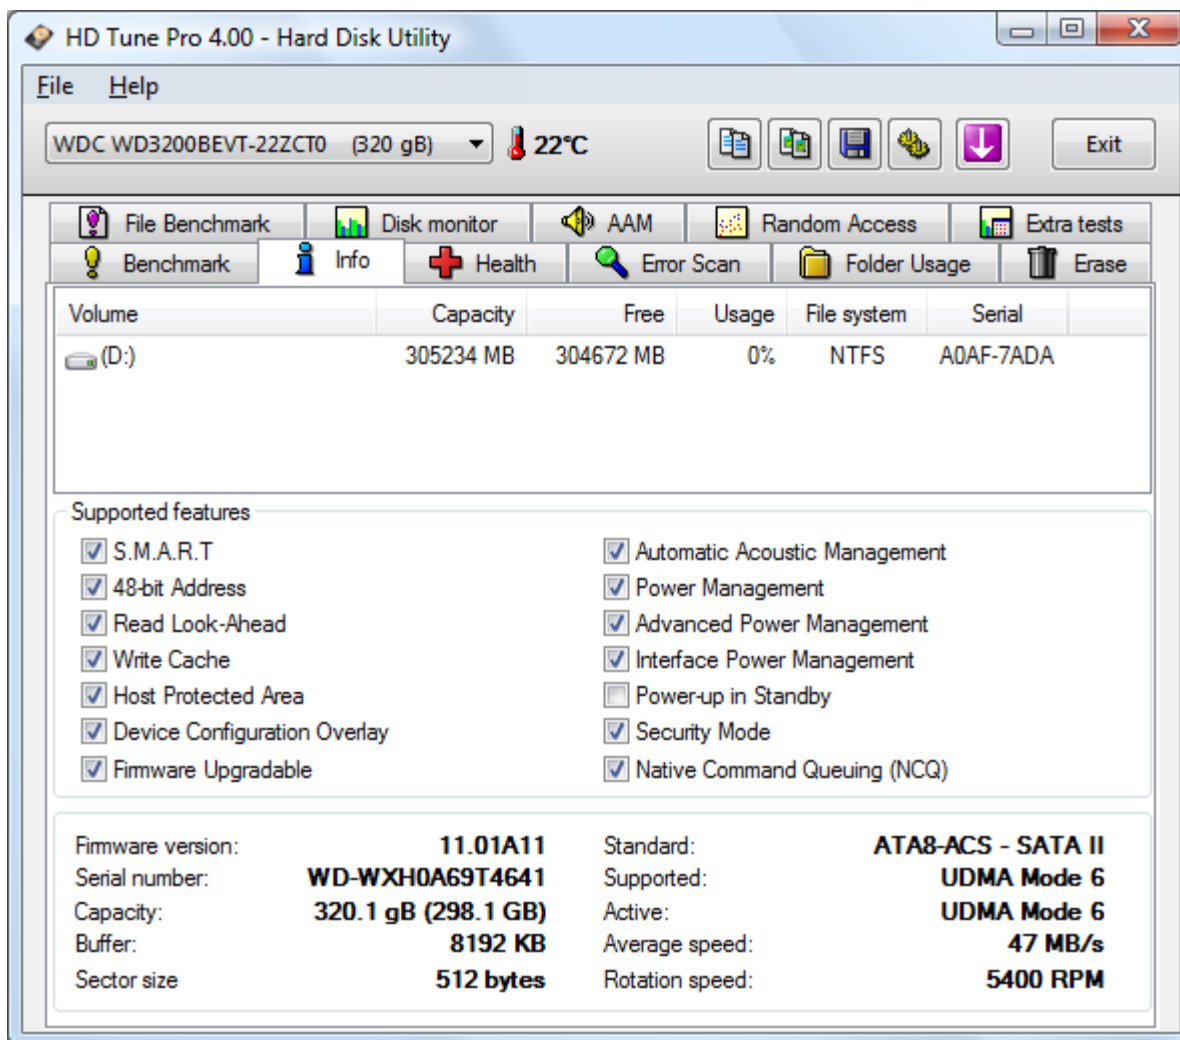 HD Tune Pro 4.00 - Hard Disk Utility
File Help
WDC WD3200BEVT-22ZCT0 (320 gB) 22°C Exit
File Benchmark Disk monitor AAM Random Access Extra tests
Benchmark Info Health Error Scan Folder Usage Erase
Volume Capacity Free Usage File system Serial
(D:) 305234 MB 304672 MB 0% NTFS A0AF-7ADA
Supported features
S.M.A.R.T Automatic Acoustic Management
48-bit Address Power Management
Read Look-Ahead Advanced Power Management
Write Cache Interface Power Management
Host Protected Area Power-up in Standby
Device Configuration Overlay Security Mode
Firmware Upgradable Native Command Queuing (NCQ)
Firmware version: 11.01A11 Standard: ATA8-ACS - SATA II
Serial number: WD-WXH0A69T4641 Supported: UDMA Mode 6
Capacity: 320.1 gB (298.1 GB) Active: UDMA Mode 6
Buffer: 8192 KB Average speed: 47 MB/s
Sector size 512 bytes Rotation speed: 5400 RPM